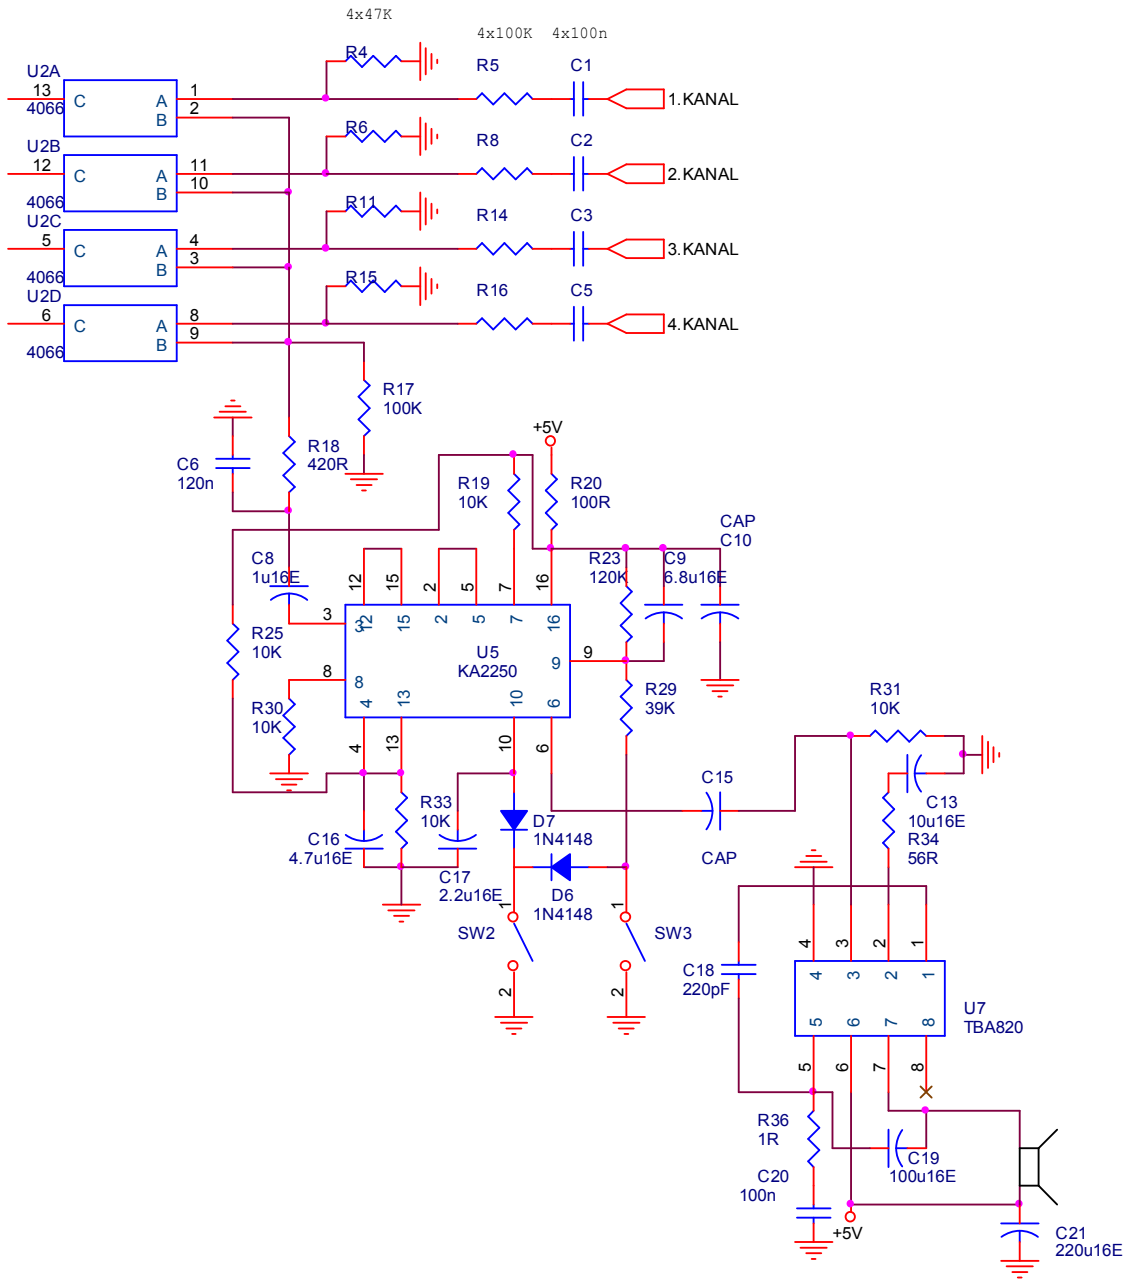 4x47K
4x100K 4x100n
R4
R5 C1
U2A
13 C A 1
4066 B 2
1.KANAL
R6
R8 C2
U2B
12 C A 11
4066 B 10
2.KANAL
R11
R14 C3
U2C
5 C A 4
4066 B 3
3.KANAL
R15
R16 C5
U2D
6 C A 8
4066 B 9
4.KANAL
R17
100K
+5V
R18
420R
C6
120n
R19
10K
R20
100R
CAP
C10
C8
1u16E
R23
120K
C9
6.8u16E
12 15 2 5 7 16
3 3 12 15 2 5 7 16
R25
10K
U5
KA2250
9 9
8 8
4 13 10 6
R30
10K
R29
39K
4 13 10 6
R31
10K
C15
CAP
C13
10u16E
R34
56R
R33
10K
C16
4.7u16E
C17
2.2u16E
D7
1N4148
D6
1N4148
1 1
SW2 SW3
2 2
4 3 2 1
C18
220pF
4 3 2 1
U7
TBA820
5 6 7 8
5 6 7 8
R36
1R
C19
100u16E
C20
100n
+5V
C21
220u16E